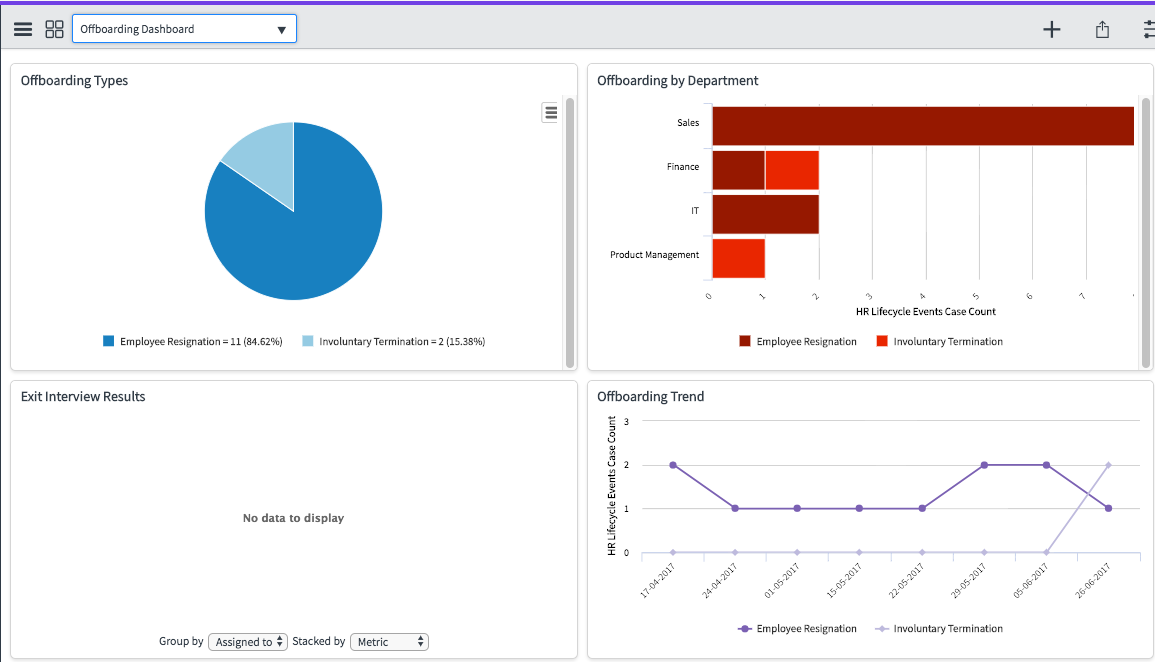 Offboarding Dashboard
Offboarding Types
Employee Resignation = 11 (84.62%)
Involuntary Termination = 2 (15.38%)
Offboarding by Department
Sales
Finance
IT
Product Management
0 1 2 3 4 5 6 7
HR Lifecycle Events Case Count
Employee Resignation
Involuntary Termination
Exit Interview Results
No data to display
Group by Assigned to Stacked by Metric
Offboarding Trend
HR Lifecycle Events Case Count
3
2
1
0
17-04-2017 24-04-2017 01-05-2017 15-05-2017 22-05-2017 29-05-2017 05-06-2017 26-06-2017
Employee Resignation
Involuntary Termination